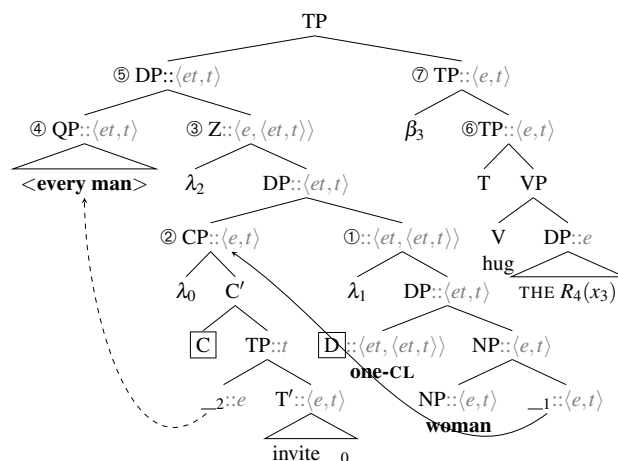 TP
⑤ DP::⟨et,t⟩ ⑦ TP::⟨e,t⟩
④ QP::⟨et,t⟩ ③ Z::⟨e,⟨et,t⟩⟩ β₃ ⑥TP::⟨e,t⟩
<every man> λ₂ DP::⟨et,t⟩ T VP
② CP::⟨e,t⟩ ①::⟨et,⟨et,t⟩⟩ V DP::e
hug THE R₄(x₃)
λ₀ C′ λ₁ DP::⟨et,t⟩
C TP::t D::⟨et,⟨et,t⟩⟩ NP::⟨e,t⟩
one-CL
_₂::e T′::⟨e,t⟩ NP::⟨e,t⟩ _₁::⟨e,t⟩
woman
invite _₀